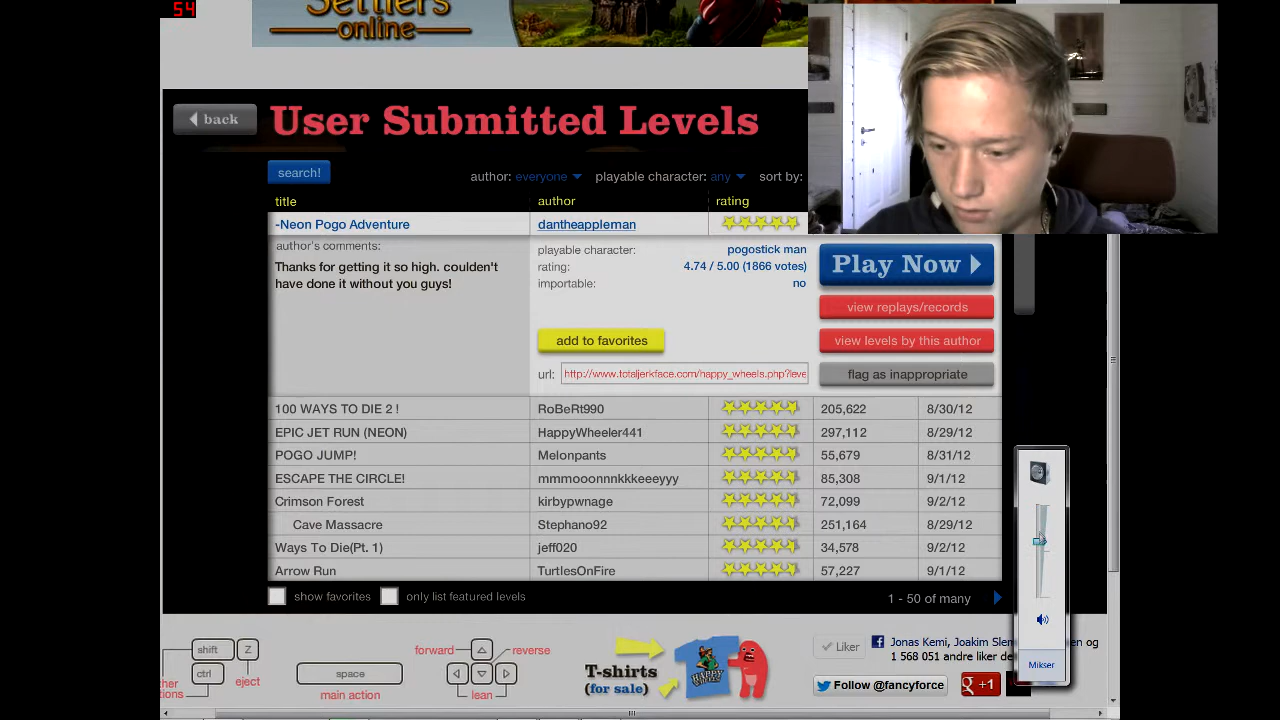 54
Settlers
online
back
User Submitted Levels
search!
author: everyone playable character: any sort by:
title author rating
-Neon Pogo Adventure dantheappleman
author's comments:
Thanks for getting it so high. couldn't
have done it without you guys!
playable character: pogostick man
rating: 4.74 / 5.00 (1866 votes)
importable: no
add to favorites
url: http://www.totaljerkface.com/happy_wheels.php?leve
Play Now
view replays/records
view levels by this author
flag as inappropriate
100 WAYS TO DIE 2 ! RoBeRt990 205,622 8/30/12
EPIC JET RUN (NEON) HappyWheeler441 297,112 8/29/12
POGO JUMP! Melonpants 55,679 8/31/12
ESCAPE THE CIRCLE! mmmooonnnkkkeeeyyy 85,308 9/1/12
Crimson Forest kirbypwnage 72,099 9/2/12
Cave Massacre Stephano92 251,164 8/29/12
Ways To Die(Pt. 1) jeff020 34,578 9/2/12
Arrow Run TurtlesOnFire 57,227 9/1/12
show favorites only list featured levels 1 - 50 of many
Mikser
shift Z
ctrl
eject
space
main action
forward reverse
lean
T-shirts
(for sale)
HAPPY
Liker
Jonas Kemi, Joakim Slem og
1 568 051 andre liker de
Follow @fancyforce
+1